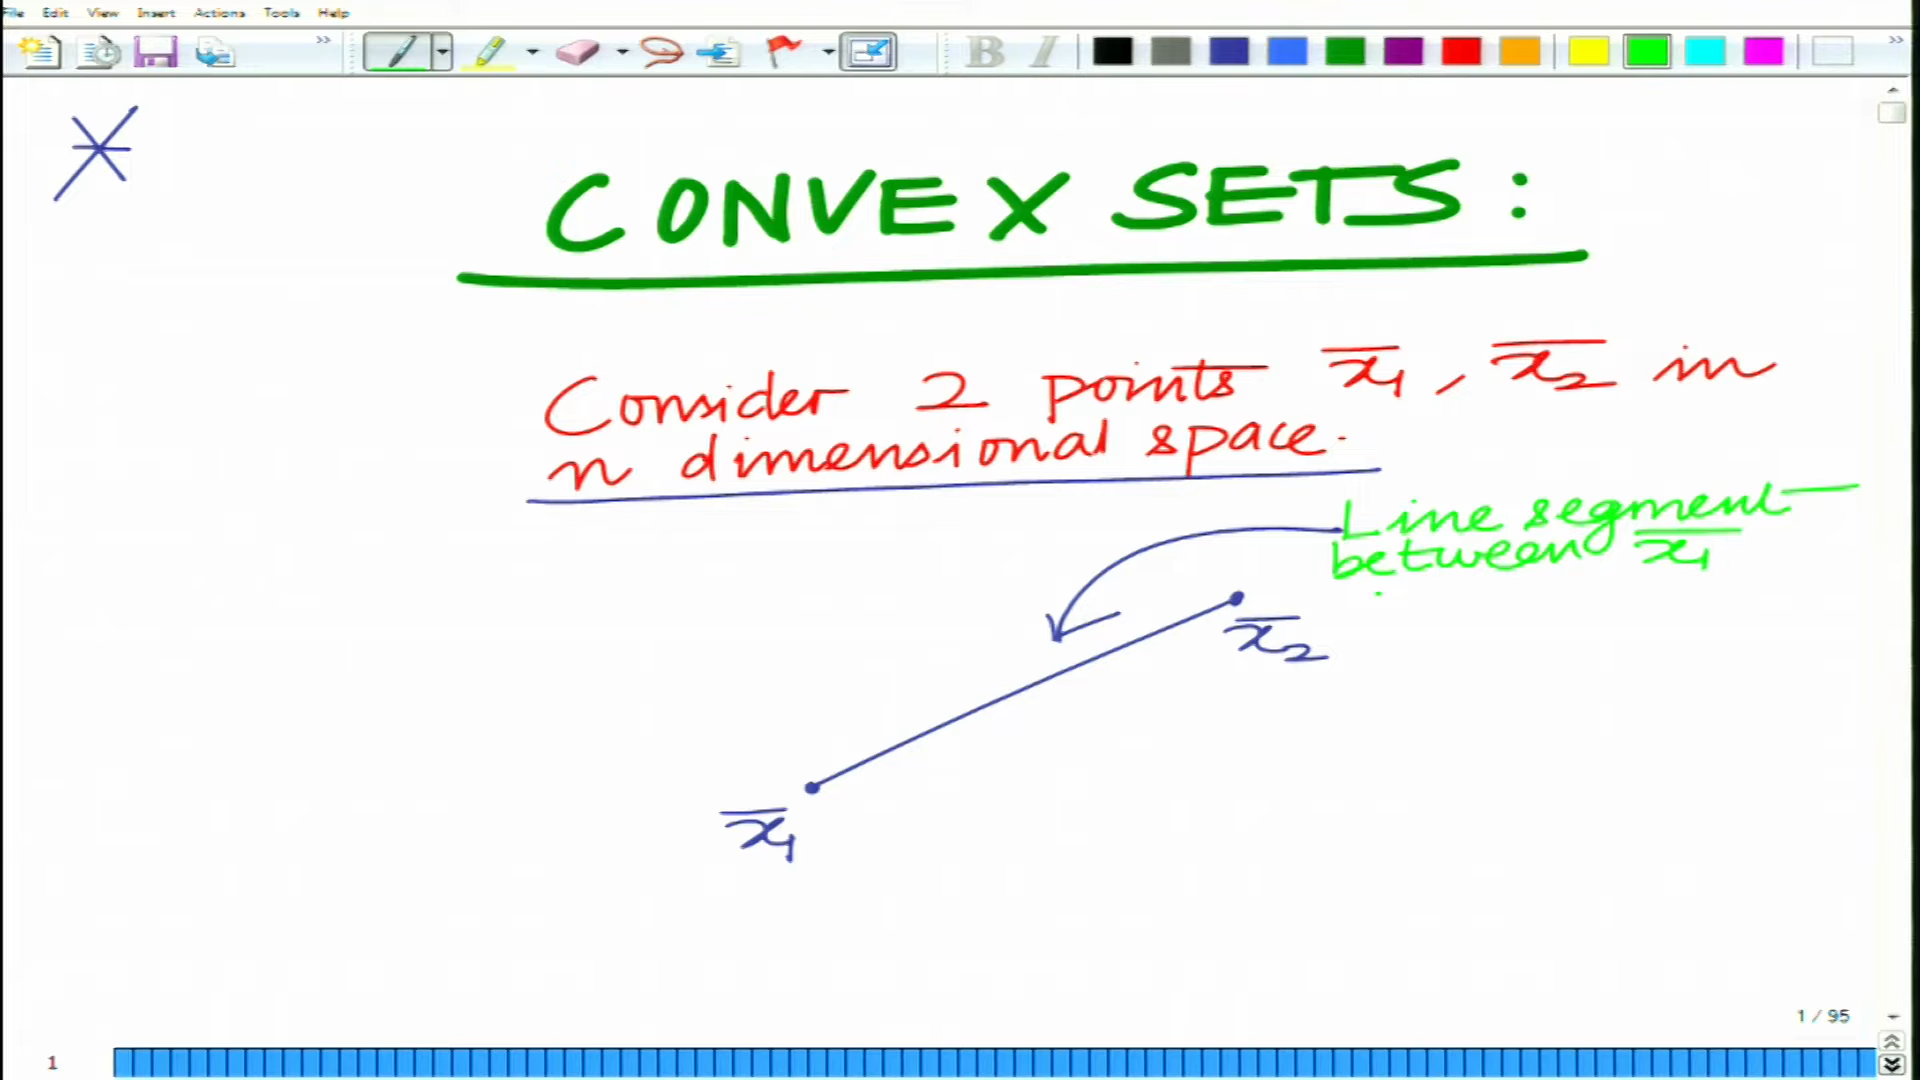 File Edit View Insert Actions Tools Help
B I
CONVEX SETS:
Consider 2 points x̅₁, x̅₂ in
n dimensional space.
Line segment
between x̅₁
x̅₂
x̅₁
1 / 95
1